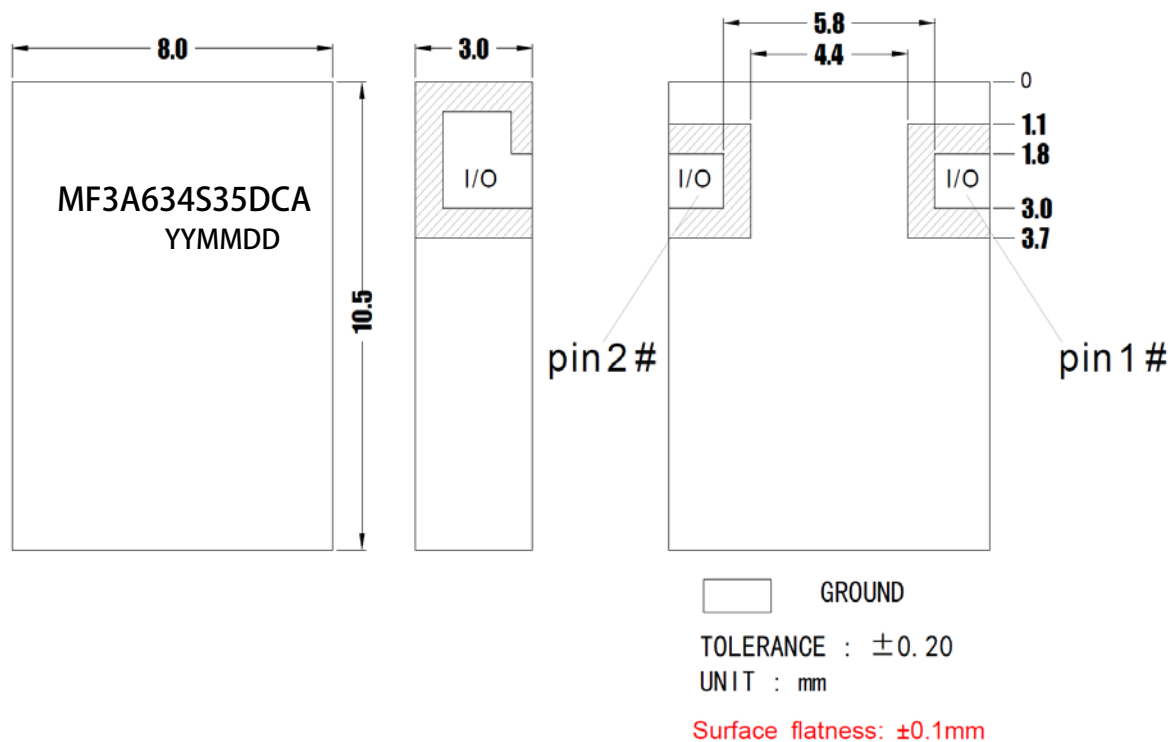 8.0
3.0
5.8
4.4
0
1.1
1.8
3.0
3.7
MF3A634S35DCA
YYMMDD
I/O
I/O
I/O
10.5
pin2#
pin1#
GROUND
TOLERANCE : ±0.20
UNIT : mm
Surface flatness: ±0.1mm